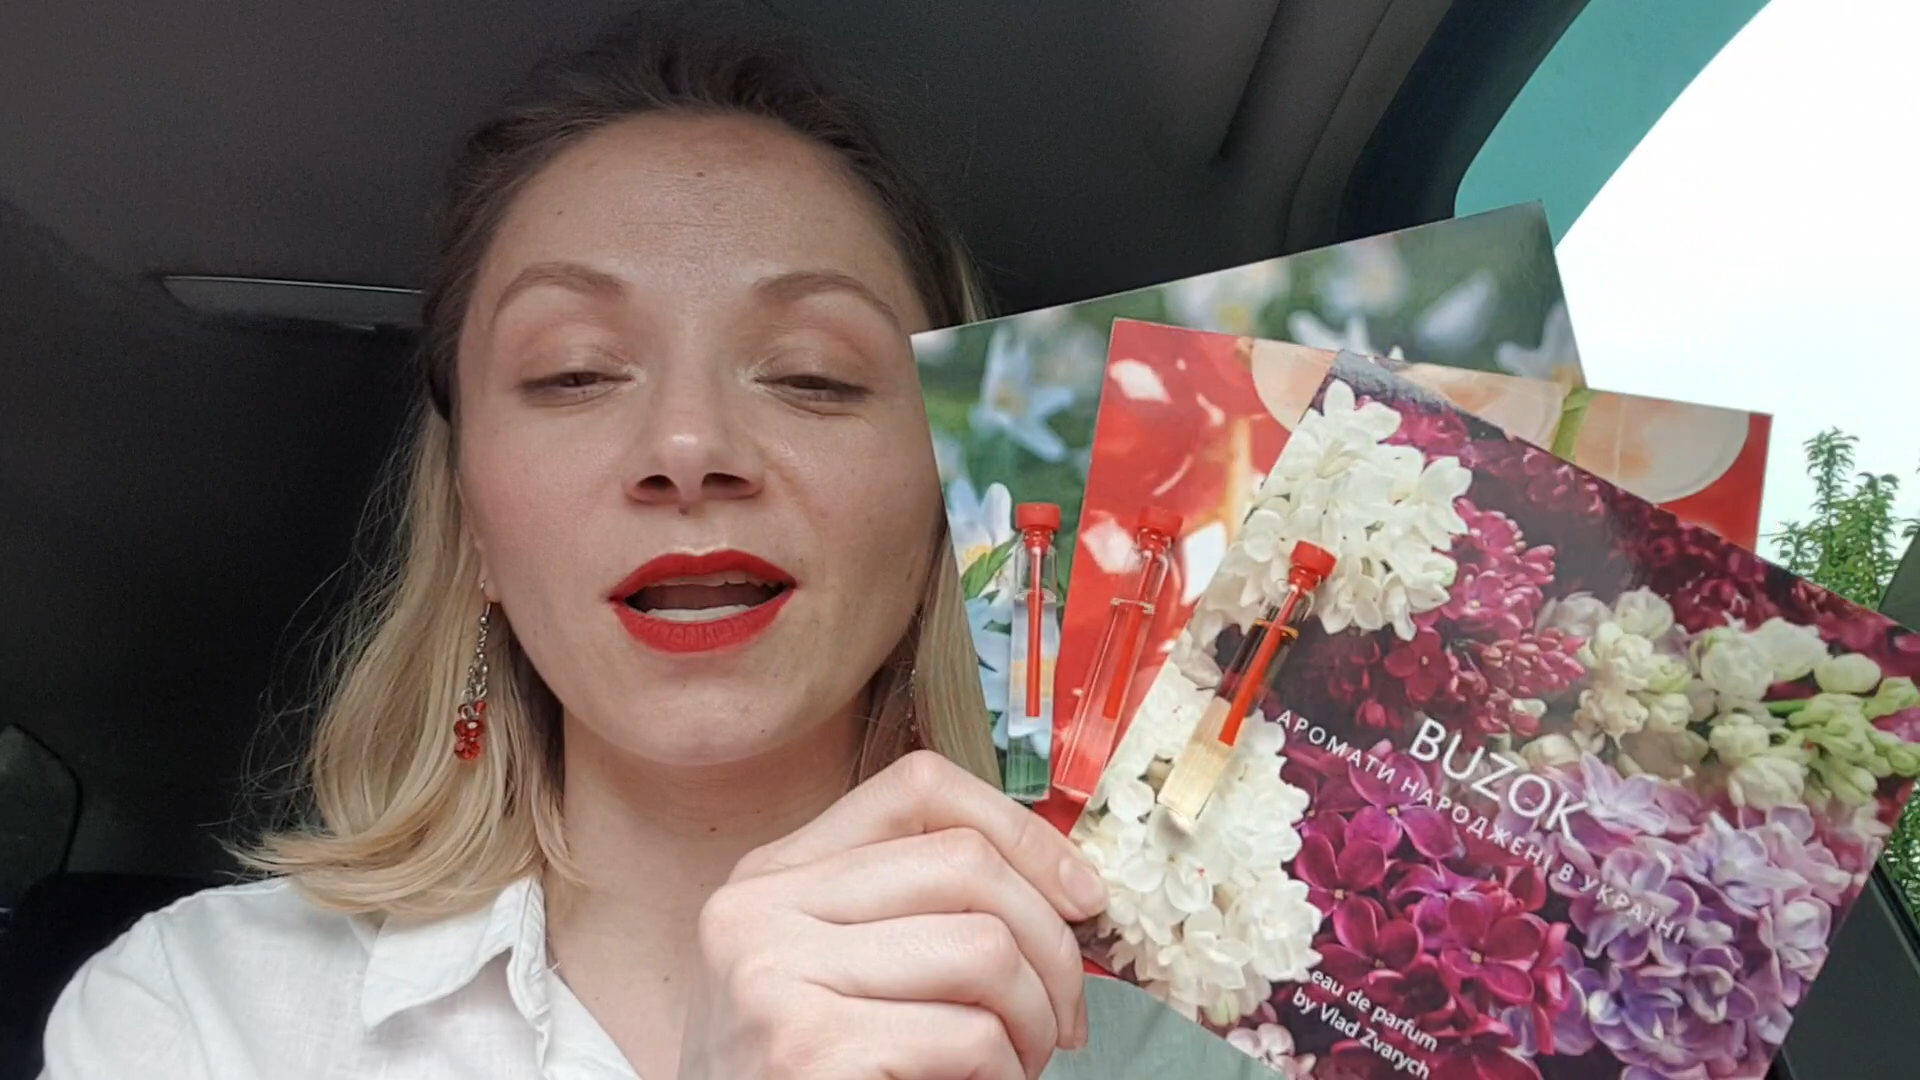 BUZOK
АРОМАТИ НАРОДЖЕНІ В УКРАЇНІ
eau de parfum
by Vlad Zvarych